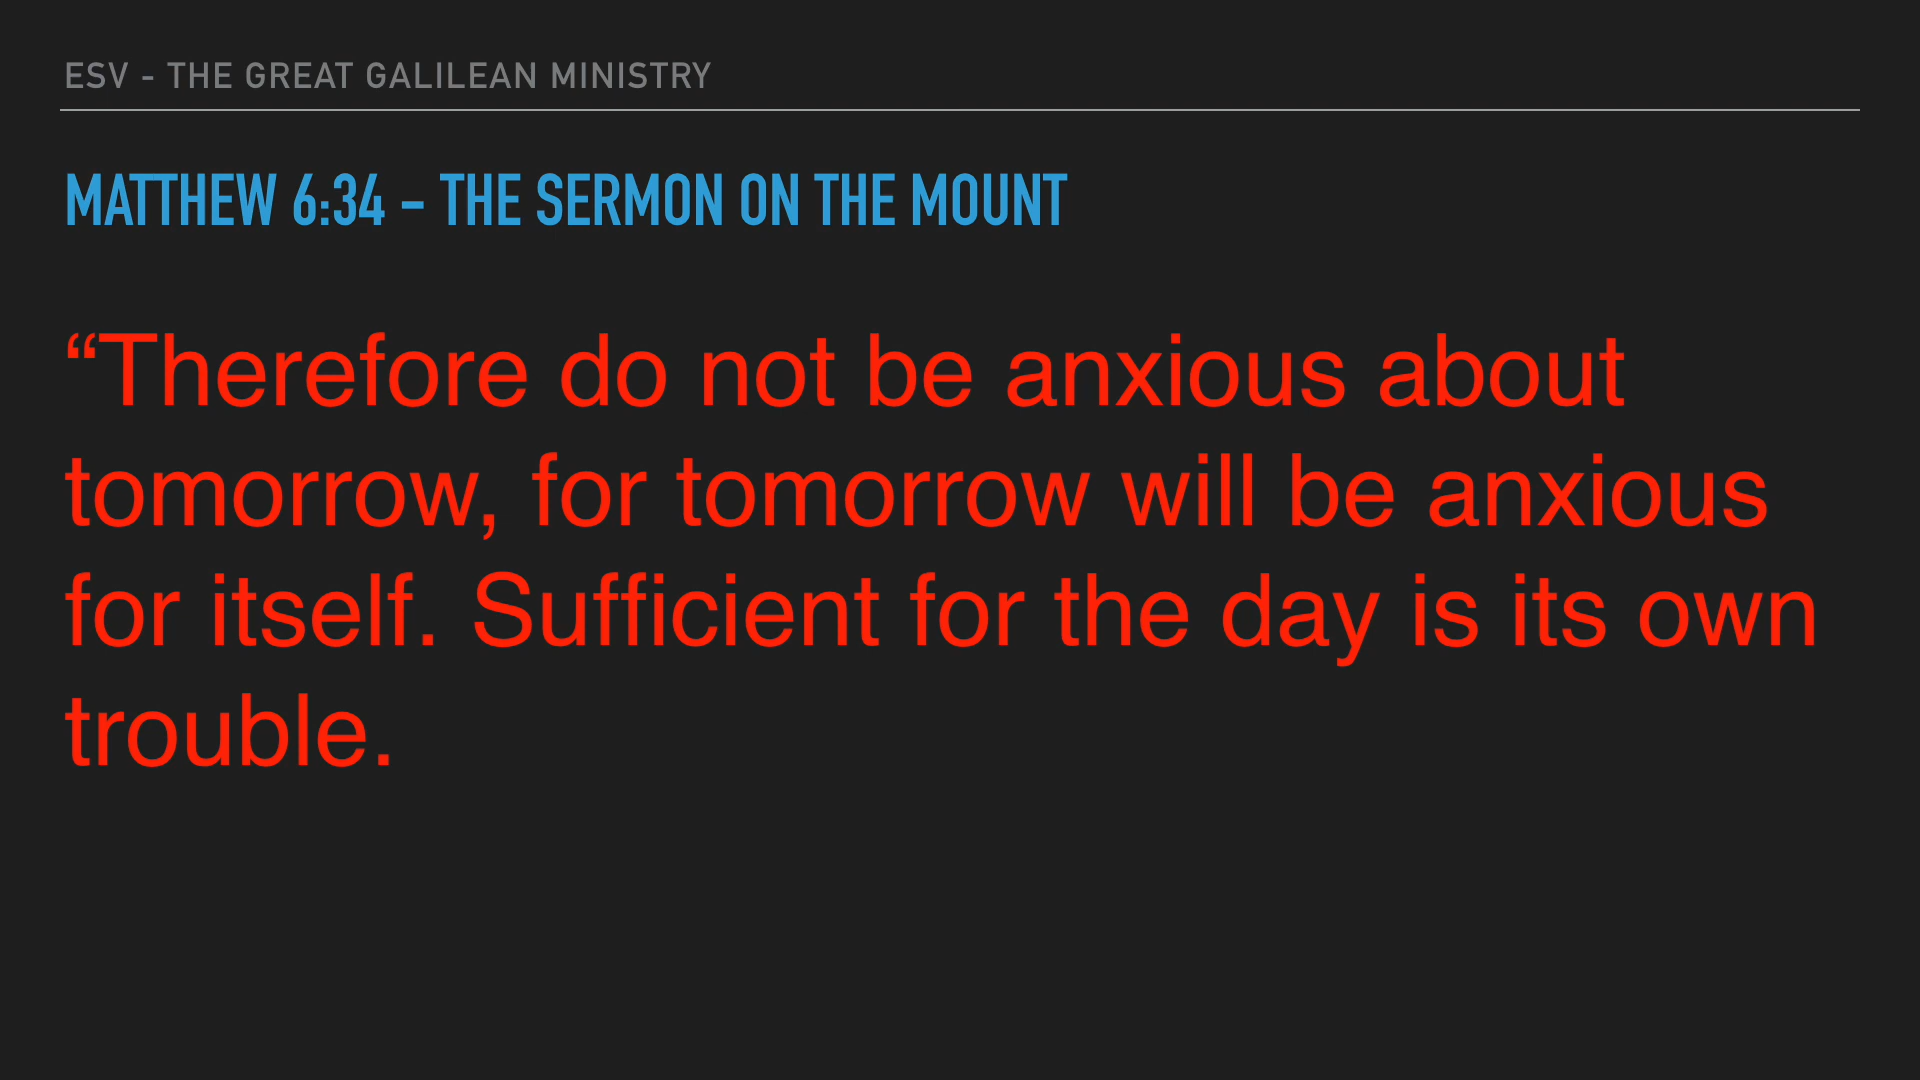 ESV - THE GREAT GALILEAN MINISTRY
MATTHEW 6:34 - THE SERMON ON THE MOUNT
“Therefore do not be anxious about
tomorrow, for tomorrow will be anxious
for itself. Sufficient for the day is its own
trouble.